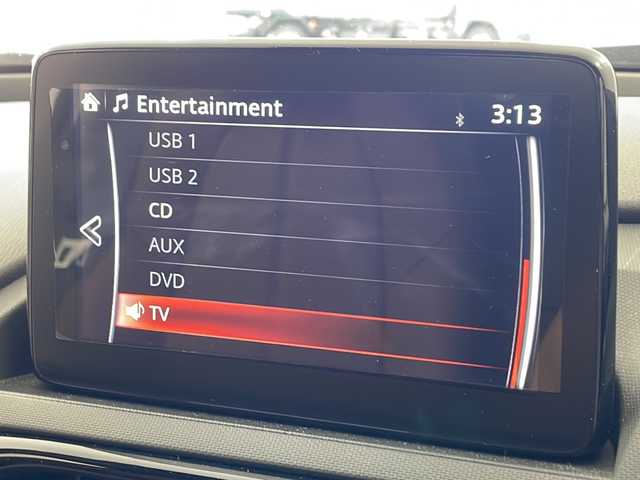 Entertainment
3:13
USB 1
USB 2
CD
AUX
DVD
TV